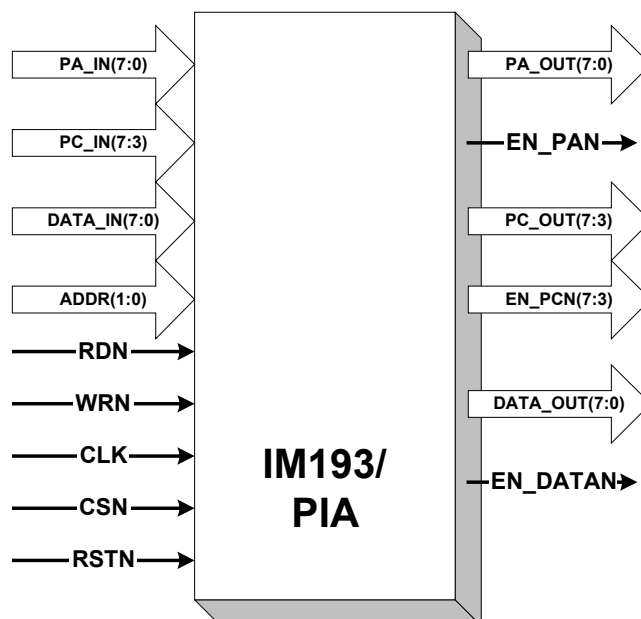 PA_IN(7:0)
PC_IN(7:3)
DATA_IN(7:0)
ADDR(1:0)
RDN
WRN
CLK
CSN
RSTN
IM193/
PIA
PA_OUT(7:0)
EN_PAN
PC_OUT(7:3)
EN_PCN(7:3)
DATA_OUT(7:0)
EN_DATAN